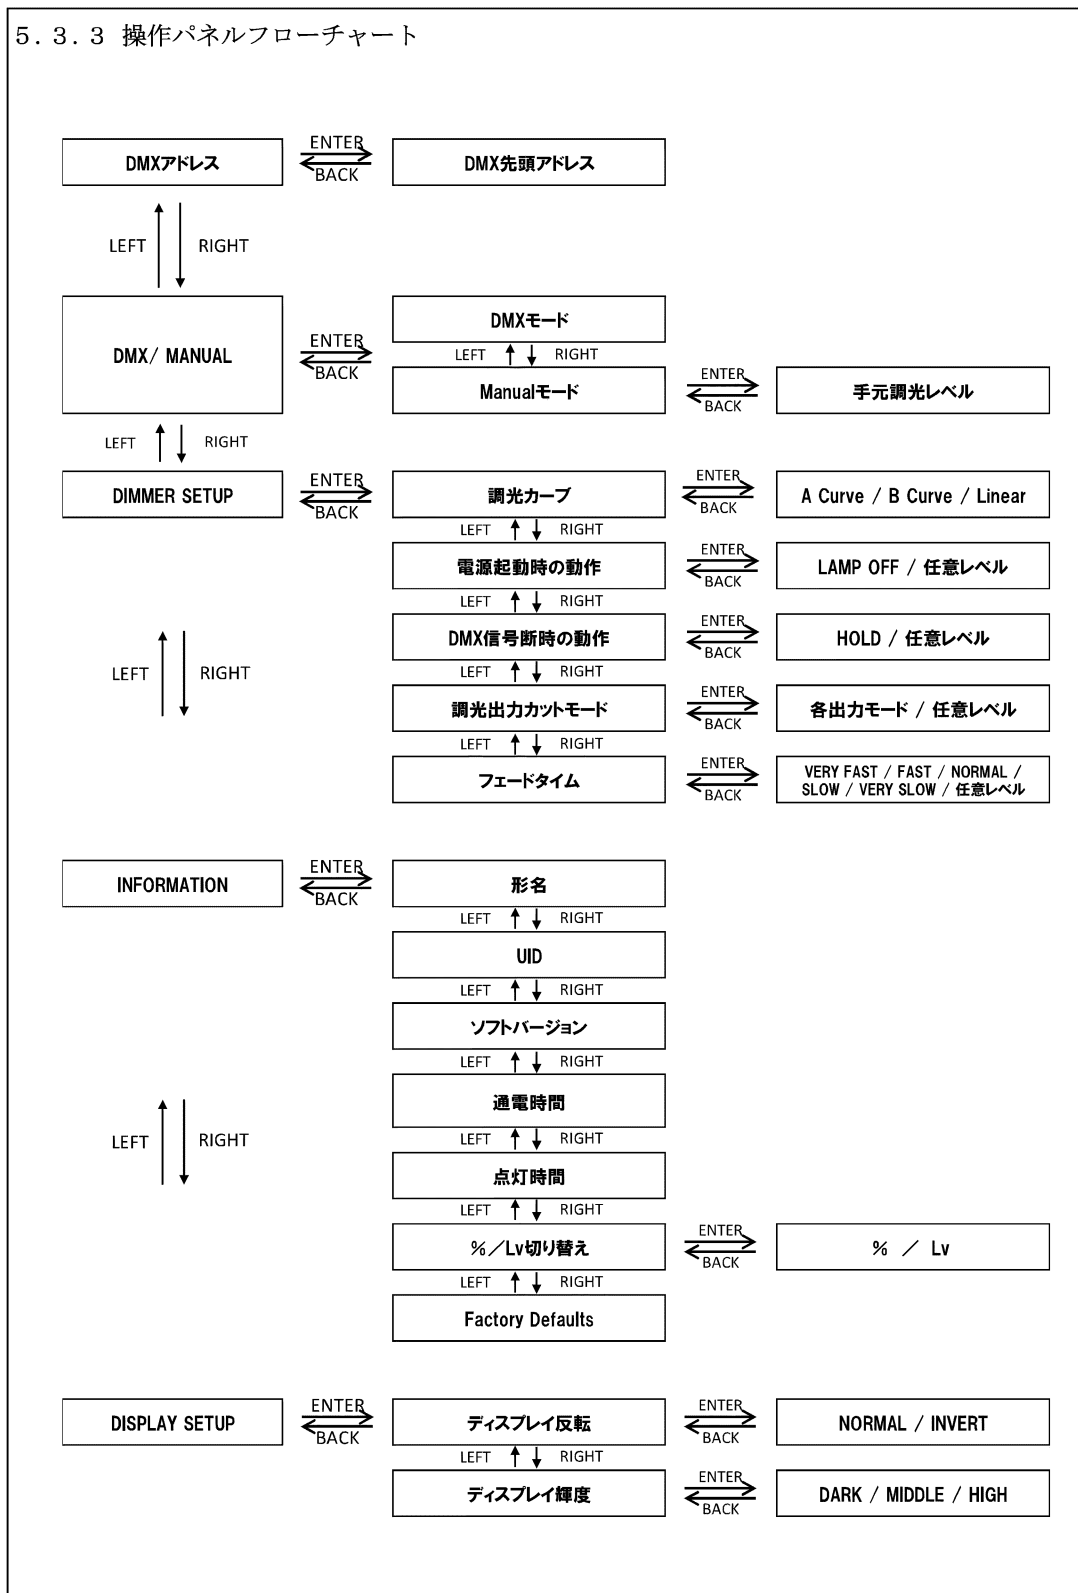 5.3.3 操作パネルフローチャート
DMXアドレス
ENTER
BACK
DMX先頭アドレス
LEFT
RIGHT
DMX/ MANUAL
ENTER
BACK
DMXモード
LEFT
RIGHT
Manualモード
ENTER
BACK
手元調光レベル
LEFT
RIGHT
DIMMER SETUP
ENTER
BACK
調光カーブ
ENTER
BACK
A Curve / B Curve / Linear
LEFT
RIGHT
電源起動時の動作
ENTER
BACK
LAMP OFF / 任意レベル
LEFT
RIGHT
DMX信号断時の動作
ENTER
BACK
HOLD / 任意レベル
LEFT
RIGHT
LEFT
RIGHT
調光出力カットモード
ENTER
BACK
各出力モード / 任意レベル
LEFT
RIGHT
フェードタイム
ENTER
BACK
VERY FAST / FAST / NORMAL /
SLOW / VERY SLOW / 任意レベル
INFORMATION
ENTER
BACK
形名
LEFT
RIGHT
UID
LEFT
RIGHT
ソフトバージョン
LEFT
RIGHT
通電時間
LEFT
RIGHT
LEFT
RIGHT
点灯時間
LEFT
RIGHT
%/Lv切り替え
ENTER
BACK
% / Lv
LEFT
RIGHT
Factory Defaults
DISPLAY SETUP
ENTER
BACK
ディスプレイ反転
ENTER
BACK
NORMAL / INVERT
LEFT
RIGHT
ディスプレイ輝度
ENTER
BACK
DARK / MIDDLE / HIGH